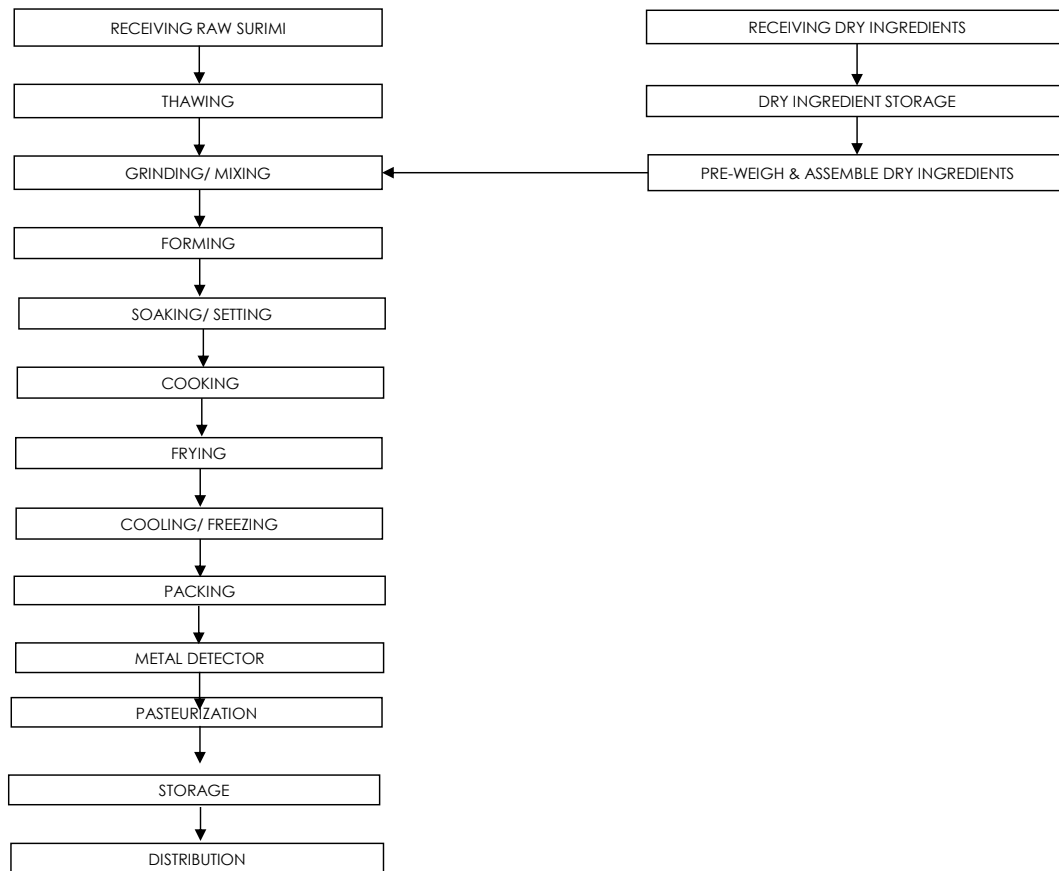 RECEIVING RAW SURIMI
THAWING
GRINDING/ MIXING
FORMING
SOAKING/ SETTING
COOKING
FRYING
COOLING/ FREEZING
PACKING
METAL DETECTOR
PASTEURIZATION
STORAGE
DISTRIBUTION
RECEIVING DRY INGREDIENTS
DRY INGREDIENT STORAGE
PRE-WEIGH & ASSEMBLE DRY INGREDIENTS